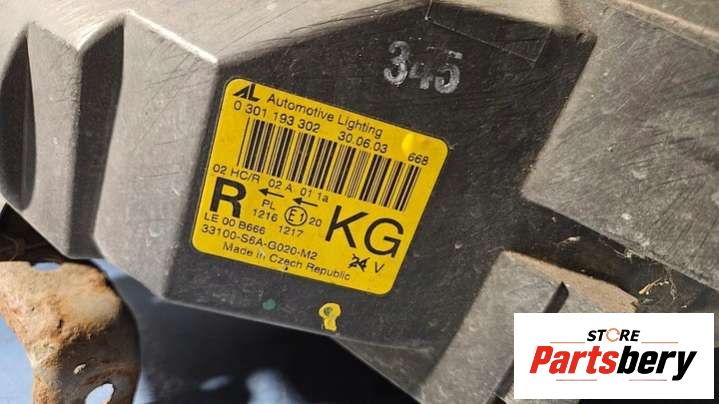 345
AL Automotive Lighting
0 301 193 302 30.06.03 668
02 HC/R 02 A 01 1a
R PL E1 20 KG
1216 1217
LE 00 B666
33100-S6A-G020-M2
Made in Czech Republic 24 V
STORE
Partsbery